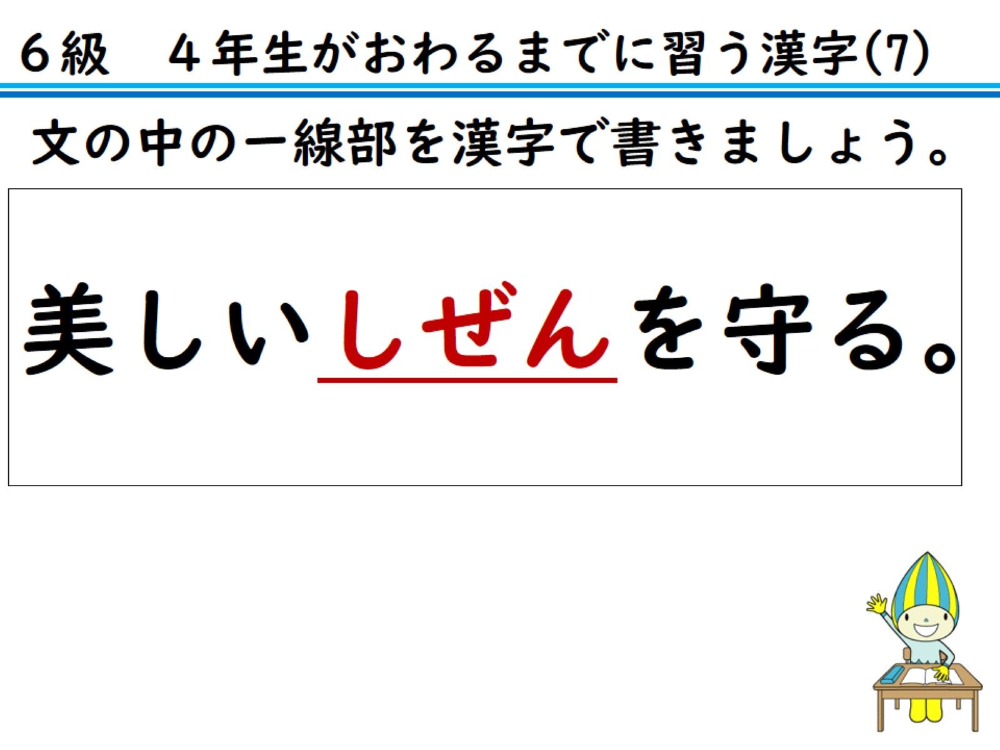 ６級　４年生がおわるまでに習う漢字(7)
文の中の一線部を漢字で書きましょう。
美しいしぜんを守る。